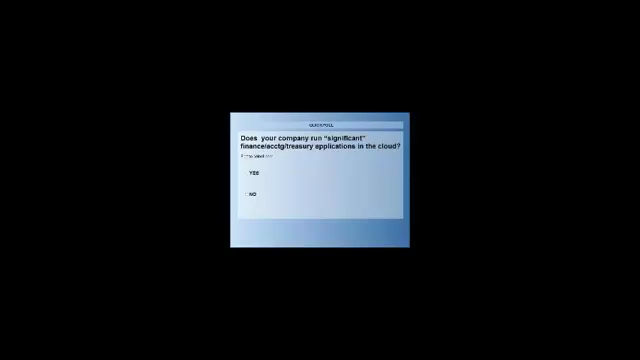 QUICKPOLL
Does your company run “significant”
finance/acctg/treasury applications in the cloud?
YES
NO